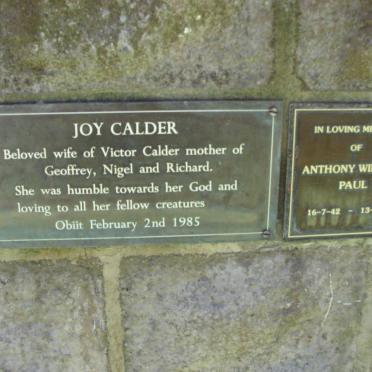 JOY CALDER
Beloved wife of Victor Calder mother of
Geoffrey, Nigel and Richard.
She was humble towards her God and
loving to all her fellow creatures
Obiit February 2nd 1985
IN LOVING
OF
ANTHONY
PAUL
16-7-42 - 13-